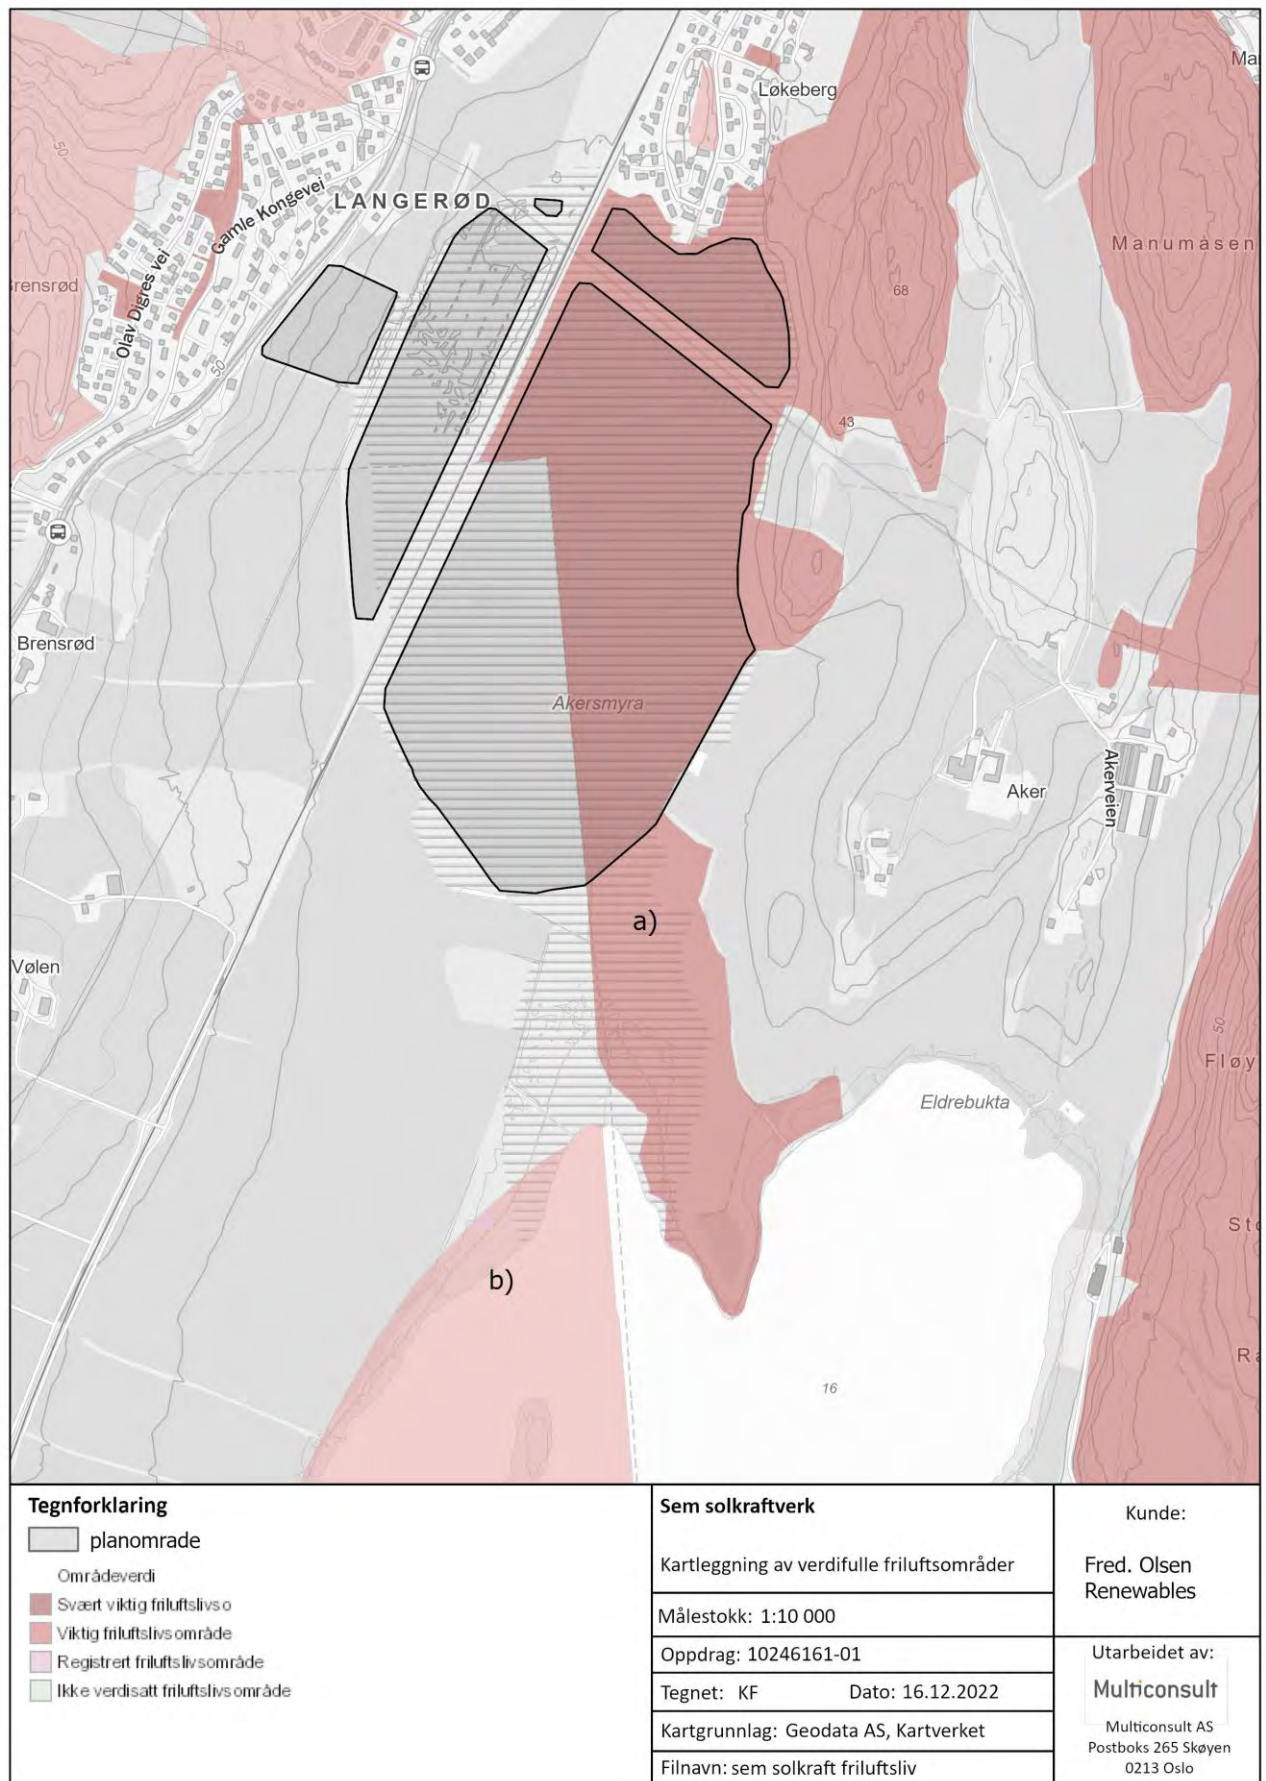 Løkeberg
Ma
50
LANGERØD
Gamle Kongevei
Manumåsen
rensrød
68
Olav Digres vei
50
43
Brensrød
Akersmyra
Aker
Akerveien
a)
Vølen
50
Fløy
Eldrebukta
b)
16
Tegnforklaring
planomrade
Områdeverdi
Svært viktig friluftslivso
Viktig friluftslivsområde
Registrert friluftslivsområde
Ikke verdisatt friluftslivsområde
Sem solkraftverk
Kartleggning av verdifulle friluftsområder
Målestokk: 1:10 000
Oppdrag: 10246161-01
Tegnet: KF Dato: 16.12.2022
Kartgrunnlag: Geodata AS, Kartverket
Filnavn: sem solkraft friluftsliv
Kunde:
Fred. Olsen
Renewables
Utarbeidet av:
Multiconsult
Multiconsult AS
Postboks 265 Skøyen
0213 Oslo